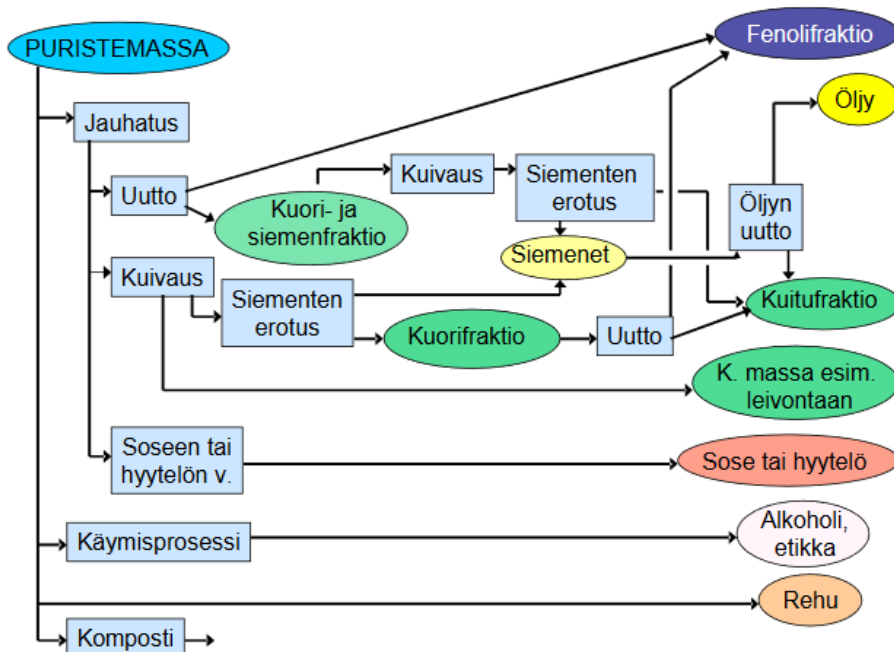 PURISTEMASSA
Fenolifraktio
Öljy
Jauhatus
Uutto
Kuori- ja
siemenfraktio
Kuivaus
Siementen
erotus
Öljyn
uutto
Siemenet
Kuivaus
Siementen
erotus
Kuorifraktio
Uutto
Kuitufraktio
K. massa esim.
leivontaan
Soseen tai
hyytelön v.
Sose tai hyytelö
Käymisprosessi
Alkoholi,
etikka
Rehu
Komposti